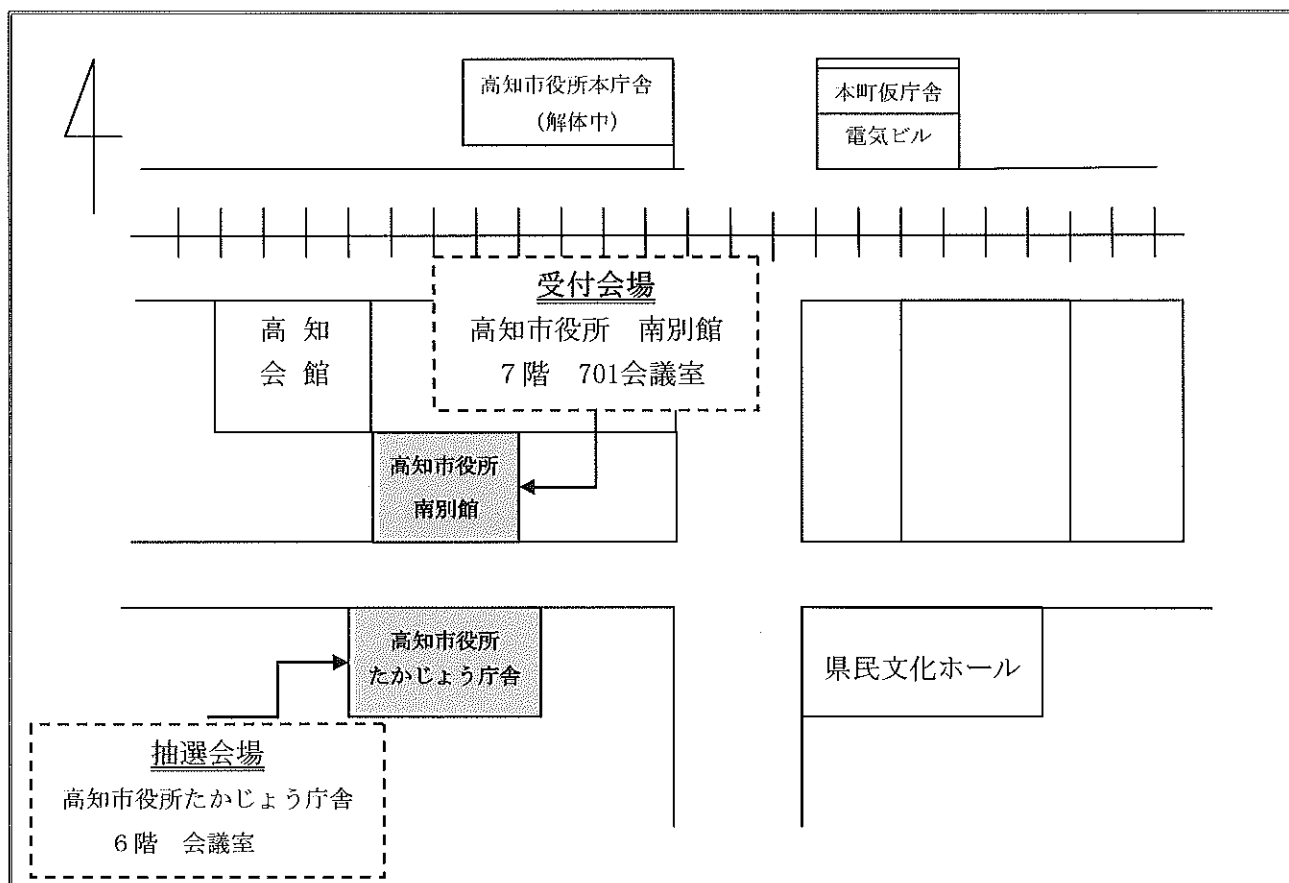 高知市役所本庁舎
(解体中)
本町仮庁舎
電気ビル
受付会場
高知市役所　南別館
７階　701会議室
高　知
会　館
高知市役所
南別館
高知市役所
たかじょう庁舎
県民文化ホール
抽選会場
高知市役所たかじょう庁舎
６階　会議室